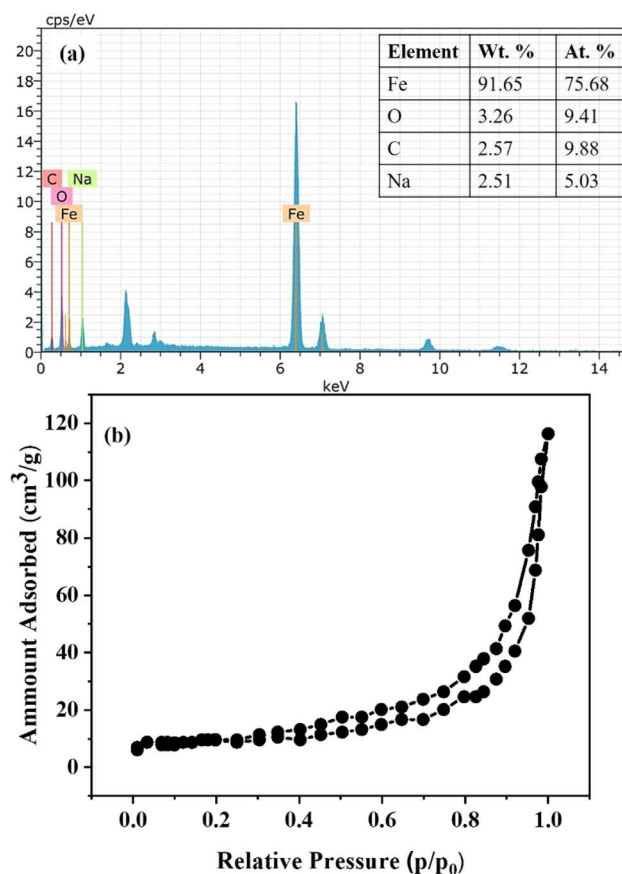 cps/eV
(a)
Element Wt. % At. %
Fe 91.65 75.68
O 3.26 9.41
C 2.57 9.88
Na 2.51 5.03
20
18
16
14
12
10
8
6
4
2
0
C
O
Fe
Na
Fe
0 2 4 6 8 10 12 14
keV
(b)
Ammount Adsorbed (cm³/g)
120
100
80
60
40
20
0
0.0 0.2 0.4 0.6 0.8 1.0
Relative Pressure (p/p₀)